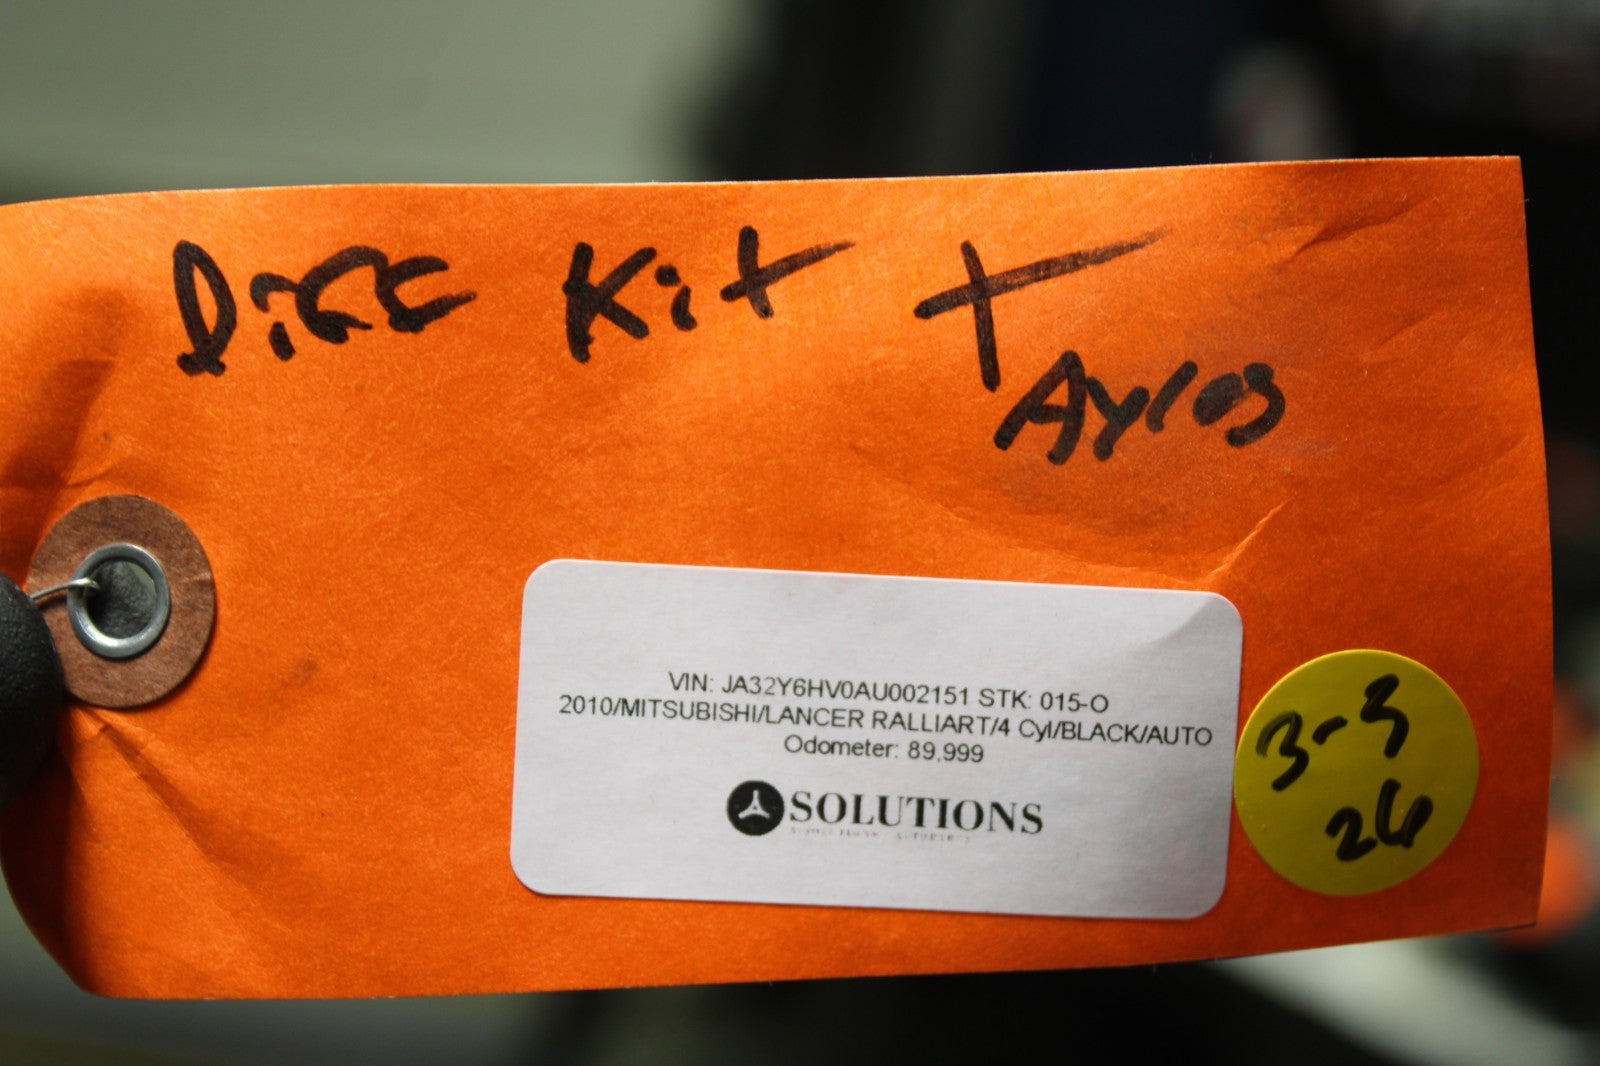 Diff Kit T
Ayles
VIN: JA32Y6HV0AU002151 STK: 015-O
2010/MITSUBISHI/LANCER RALLIART/4 Cyl/BLACK/AUTO
Odometer: 89,999
SOLUTIONS
3-3
26